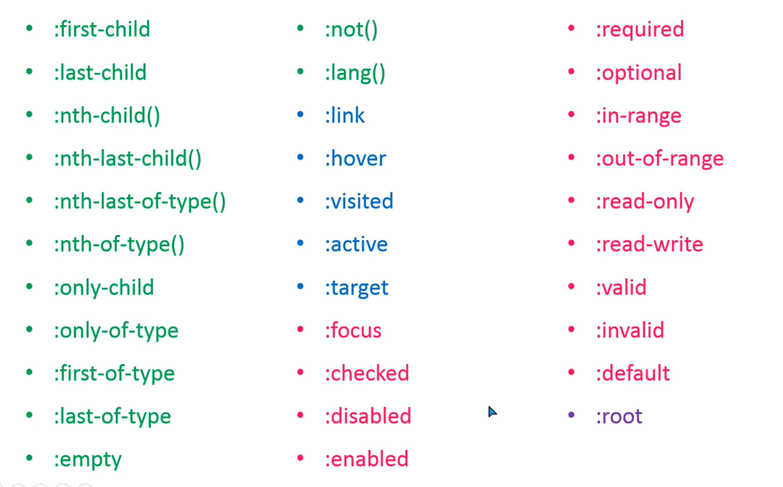 • :first-child
• :last-child
• :nth-child()
• :nth-last-child()
• :nth-last-of-type()
• :nth-of-type()
• :only-child
• :only-of-type
• :first-of-type
• :last-of-type
• :empty
• :not()
• :lang()
• :link
• :hover
• :visited
• :active
• :target
• :focus
• :checked
• :disabled
• :enabled
• :required
• :optional
• :in-range
• :out-of-range
• :read-only
• :read-write
• :valid
• :invalid
• :default
• :root